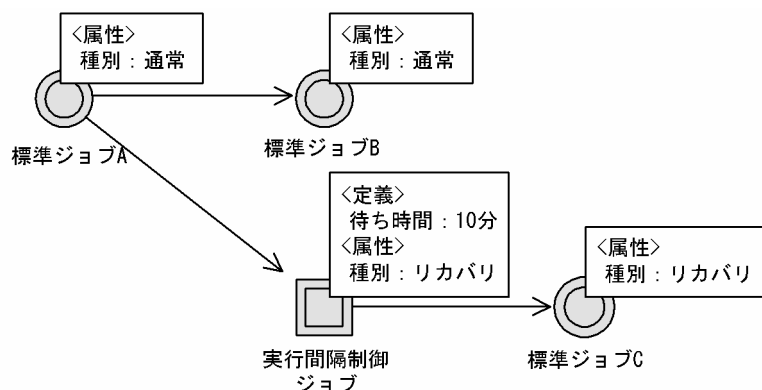 〈属性〉
種別：通常
〈属性〉
種別：通常
標準ジョブA
標準ジョブB
〈定義〉
待ち時間：10分
〈属性〉
種別：リカバリ
〈属性〉
種別：リカバリ
実行間隔制御
ジョブ
標準ジョブC